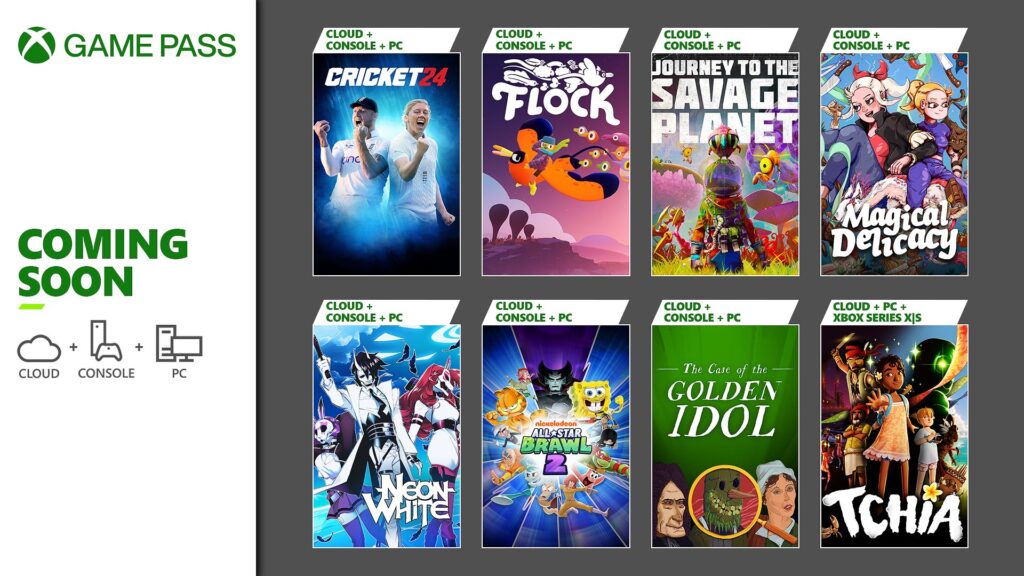 GAME PASS
COMING
SOON
CLOUD + CONSOLE + PC
CLOUD +
CONSOLE + PC
CRICKET 24
CLOUD +
CONSOLE + PC
FLOCK
CLOUD +
CONSOLE + PC
JOURNEY TO THE
SAVAGE
PLANET
CLOUD +
CONSOLE + PC
Magical
Delicacy
CLOUD +
CONSOLE + PC
NEON
WHITE
CLOUD +
CONSOLE + PC
nickelodeon
ALL★STAR
BRAWL
2
CLOUD +
CONSOLE + PC
The Case of the
GOLDEN
IDOL
CLOUD + PC +
XBOX SERIES X|S
TCHIA